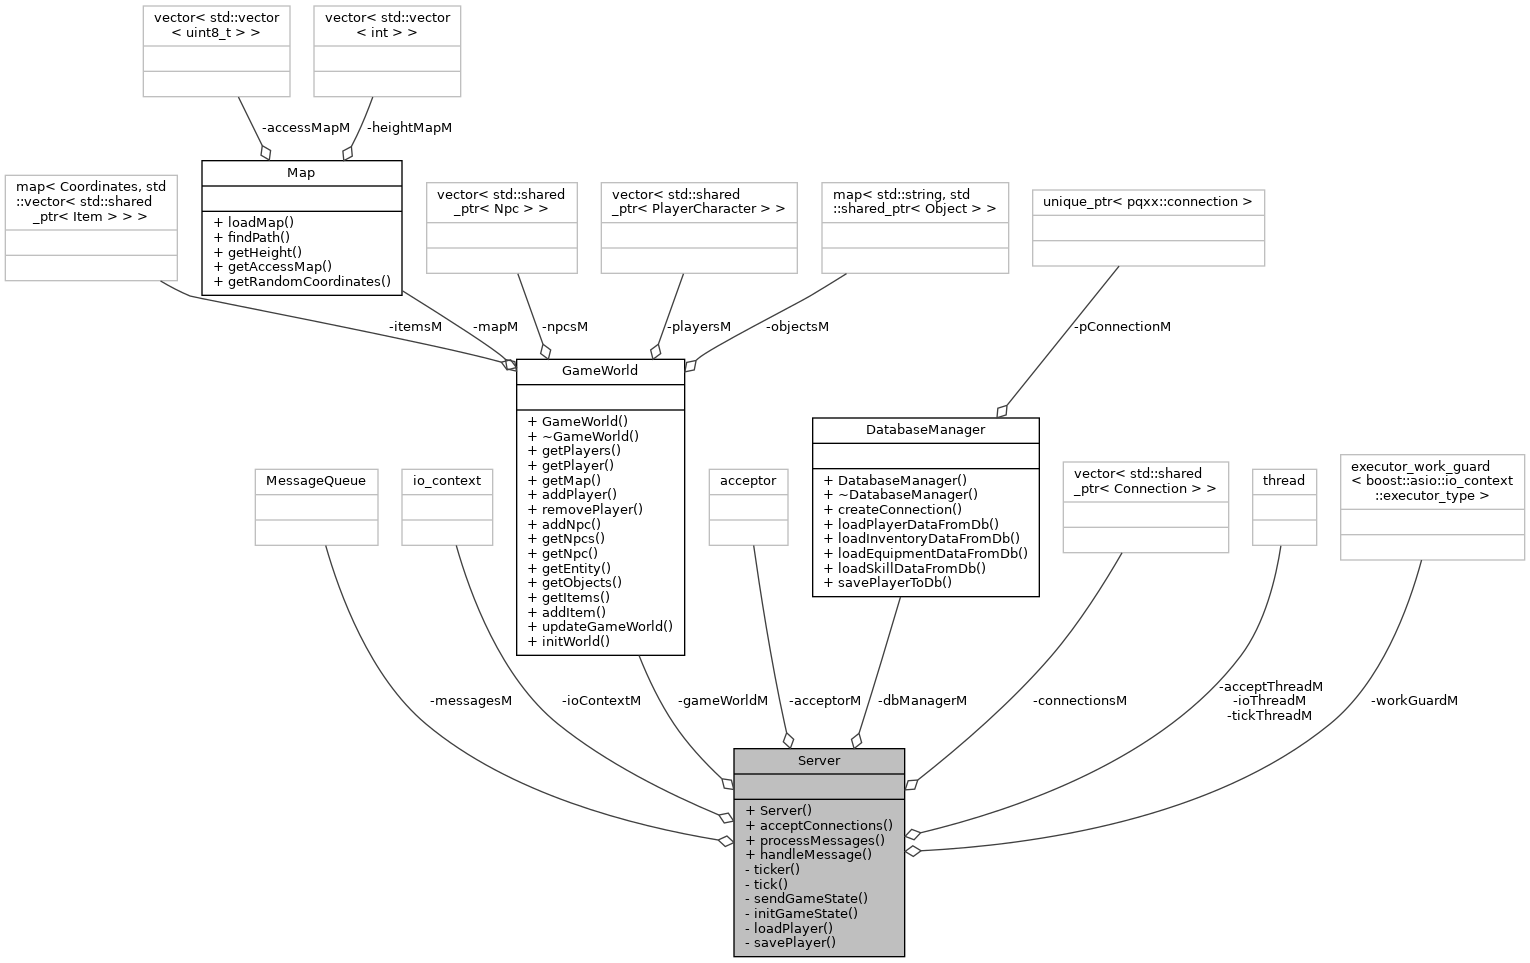 vector< std::vector
< uint8_t > >
vector< std::vector
< int > >
-accessMapM
-heightMapM
map< Coordinates, std
::vector< std::shared
_ptr< Item > > >
Map
+ loadMap()
+ findPath()
+ getHeight()
+ getAccessMap()
+ getRandomCoordinates()
vector< std::shared
_ptr< Npc > >
vector< std::shared
_ptr< PlayerCharacter > >
map< std::string, std
::shared_ptr< Object > >
unique_ptr< pqxx::connection >
-itemsM
-mapM
-npcsM
-playersM
-objectsM
-pConnectionM
GameWorld
+ GameWorld()
+ ~GameWorld()
+ getPlayers()
+ getPlayer()
+ getMap()
+ addPlayer()
+ removePlayer()
+ addNpc()
+ getNpcs()
+ getNpc()
+ getEntity()
+ getObjects()
+ getItems()
+ addItem()
+ updateGameWorld()
+ initWorld()
DatabaseManager
+ DatabaseManager()
+ ~DatabaseManager()
+ createConnection()
+ loadPlayerDataFromDb()
+ loadInventoryDataFromDb()
+ loadEquipmentDataFromDb()
+ loadSkillDataFromDb()
+ savePlayerToDb()
MessageQueue
io_context
acceptor
vector< std::shared
_ptr< Connection > >
thread
executor_work_guard
< boost::asio::io_context
::executor_type >
-messagesM
-ioContextM
-gameWorldM
-acceptorM
-dbManagerM
-connectionsM
-acceptThreadM
-ioThreadM
-tickThreadM
-workGuardM
Server
+ Server()
+ acceptConnections()
+ processMessages()
+ handleMessage()
- ticker()
- tick()
- sendGameState()
- initGameState()
- loadPlayer()
- savePlayer()